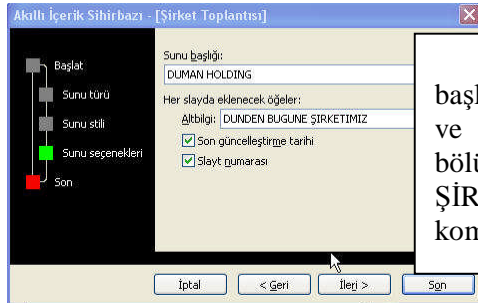 Akıllı İçerik Sihirbazı - [Şirket Toplantısı]
Başlat
Sunu türü
Sunu stili
Sunu seçenekleri
Son
Sunu başlığı:
DUMAN HOLDING
Her slayda eklenecek öğeler:
Altbilgi: DUNDEN BUGUNE ŞIRKETIMIZ
Son güncelleştirme tarihi
Slayt numarası
İptal
< Geri
İleri >
Son
ve